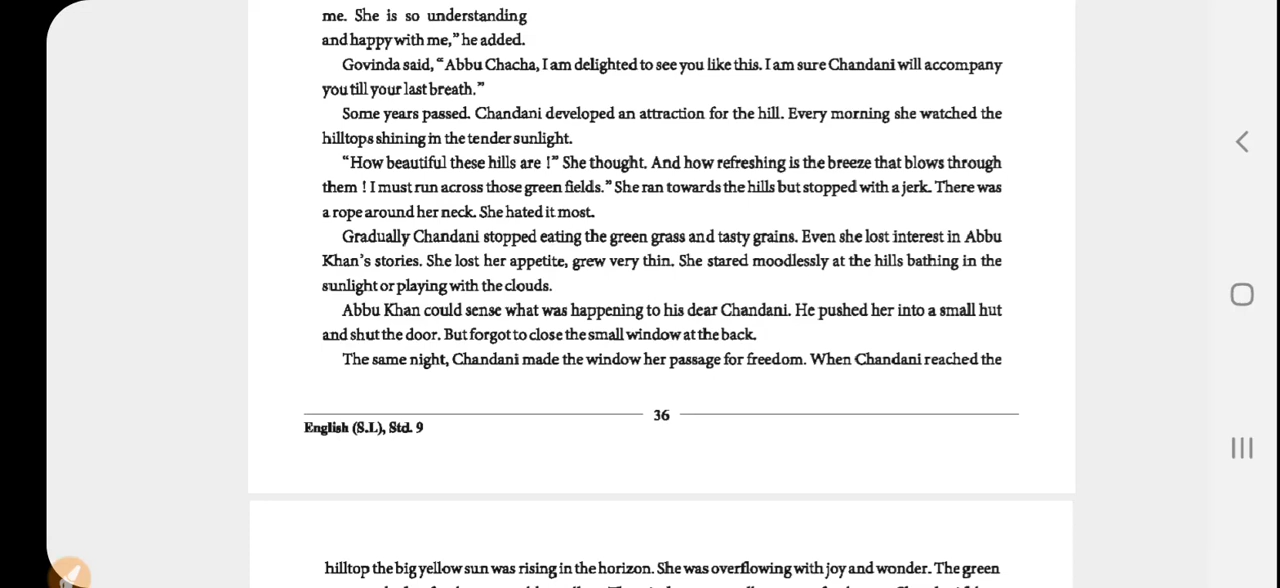 me. She is so understanding
and happy with me," he added.
Govinda said, "Abbu Chacha, I am delighted to see you like this. I am sure Chandani will accompany
you till your last breath."
Some years passed. Chandani developed an attraction for the hill. Every morning she watched the
hilltops shining in the tender sunlight.
"How beautiful these hills are !" She thought. And how refreshing is the breeze that blows through
them ! I must run across those green fields." She ran towards the hills but stopped with a jerk. There was
a rope around her neck. She hated it most.
Gradually Chandani stopped eating the green grass and tasty grains. Even she lost interest in Abbu
Khan's stories. She lost her appetite, grew very thin. She stared moodlessly at the hills bathing in the
sunlight or playing with the clouds.
Abbu Khan could sense what was happening to his dear Chandani. He pushed her into a small hut
and shut the door. But forgot to close the small window at the back.
The same night, Chandani made the window her passage for freedom. When Chandani reached the
36
English (S.L), Std. 9
hilltop the big yellow sun was rising in the horizon. She was overflowing with joy and wonder. The green